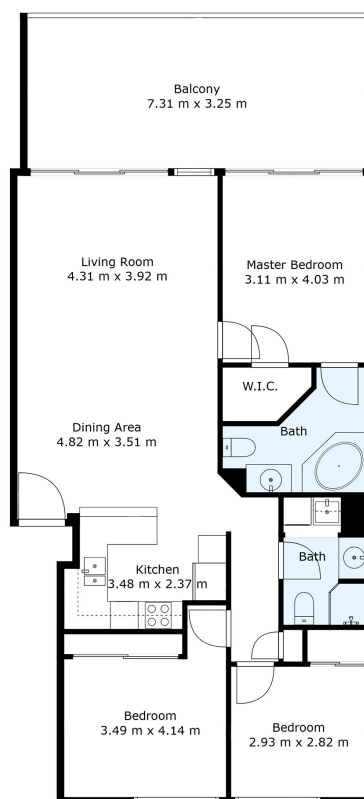 Balcony
7.31 m x 3.25 m
Living Room
4.31 m x 3.92 m
Master Bedroom
3.11 m x 4.03 m
W.I.C.
Bath
Dining Area
4.82 m x 3.51 m
Bath
Kitchen
3.48 m x 2.37 m
Bedroom
3.49 m x 4.14 m
Bedroom
2.93 m x 2.82 m